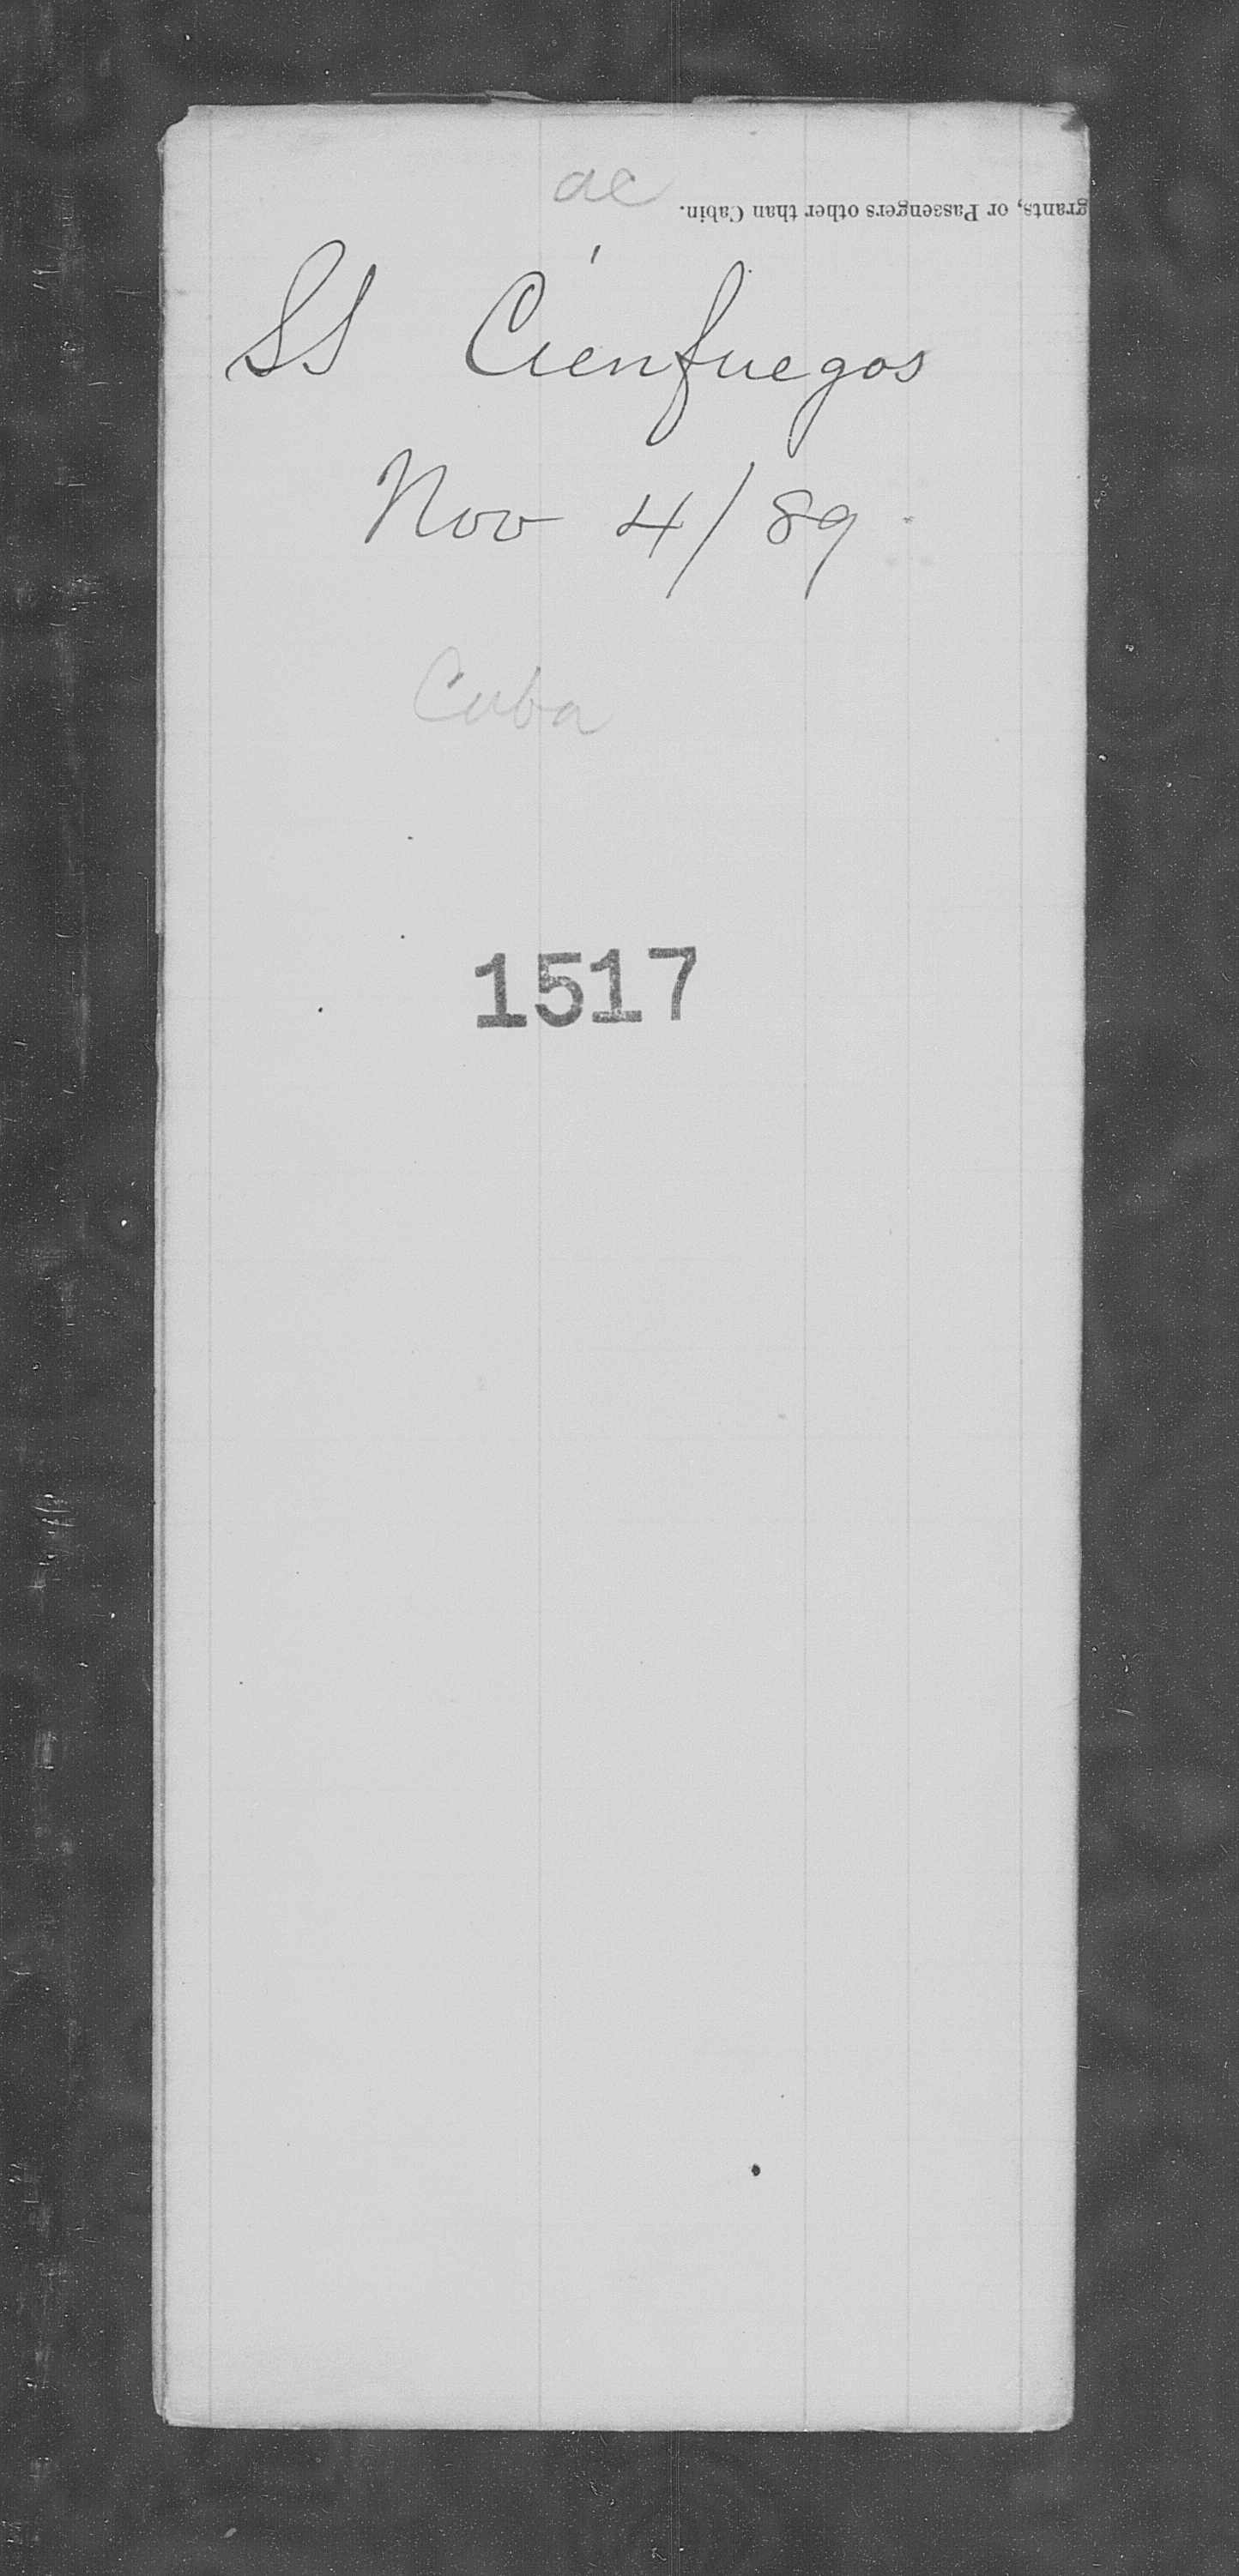 ac
grants, or Passengers other than Cabin.
SS Cienfuegos
Nov 4/89
Cuba
1517